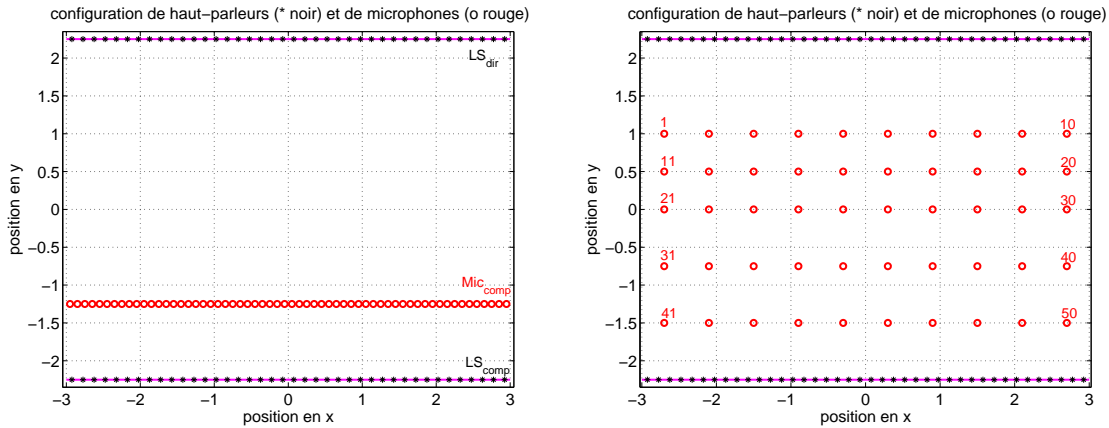 configuration de haut−parleurs (* noir) et de microphones (o rouge)
2
1.5
1
0.5
0
−0.5
−1
−1.5
−2
position en y
LS_dir
Mic_comp
LS_comp
−3 −2 −1 0 1 2 3
position en x
configuration de haut−parleurs (* noir) et de microphones (o rouge)
2
1.5
1
0.5
0
−0.5
−1
−1.5
−2
position en y
1 10
11 20
21 30
31 40
41 50
−3 −2 −1 0 1 2 3
position en x